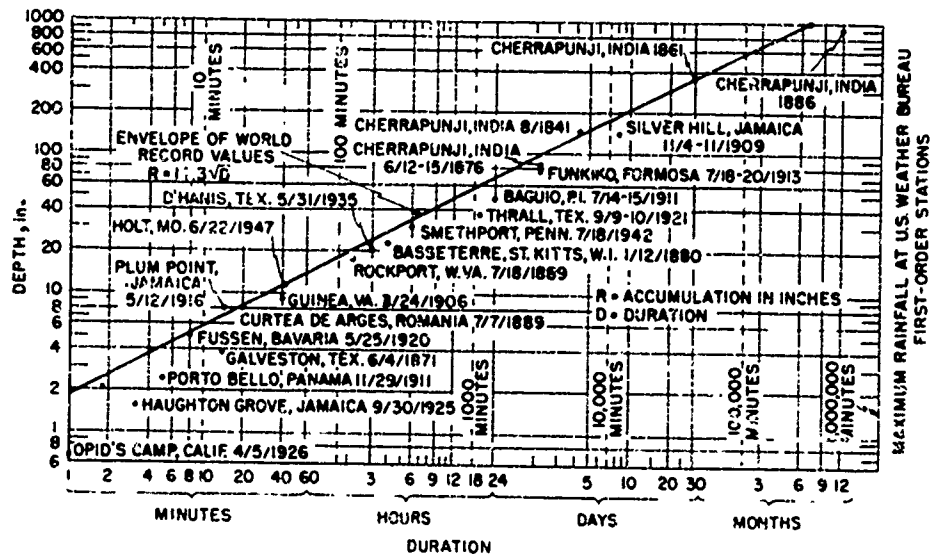 1000
800
600
400
200
100
80
60
40
20
10
8
6
4
2
1
8
6
DEPTH, in.
10
MINUTES
100 MINUTES
CHERRAPUNJI, INDIA 1861
CHERRAPUNJI, INDIA
1886
CHERRAPUNJI, INDIA 8/1841
SILVER HILL, JAMAICA
11/4-11/1909
ENVELOPE OF WORLD
RECORD VALUES
CHERRAPUNJI, INDIA
6/12-15/1876
FUNKIKO, FORMOSA 7/18-20/1913
D'HANIS, TEX. 5/31/1935
BAGUIO, P.I. 7/14-15/1911
THRALL, TEX. 9/9-10/1921
HOLT, MO. 6/22/1947
SMETHPORT, PENN. 7/18/1942
BASSETERRE, ST. KITTS, W.I. 1/12/1880
ROCKPORT, W.VA. 7/18/1889
PLUM POINT,
JAMAICA
5/12/1916
GUINEA, VA. 8/24/1906
R = ACCUMULATION IN INCHES
D = DURATION
CURTEA DE ARGES, ROMANIA 7/7/1889
FUSSEN, BAVARIA 5/25/1920
GALVESTON, TEX. 6/4/1871
PORTO BELLO, PANAMA 11/29/1911
HAUGHTON GROVE, JAMAICA 9/30/1925
OPID'S CAMP, CALIF. 4/5/1926
1000
MINUTES
10,000
MINUTES
100,000
MINUTES
1,000,000
MINUTES
1 2 4 6 8 10 20 40 60 3 6 9 12 18 24 5 10 20 30 3 6 9 12
MINUTES HOURS DAYS MONTHS
DURATION
MAXIMUM RAINFALL AT U.S. WEATHER BUREAU
FIRST-ORDER STATIONS